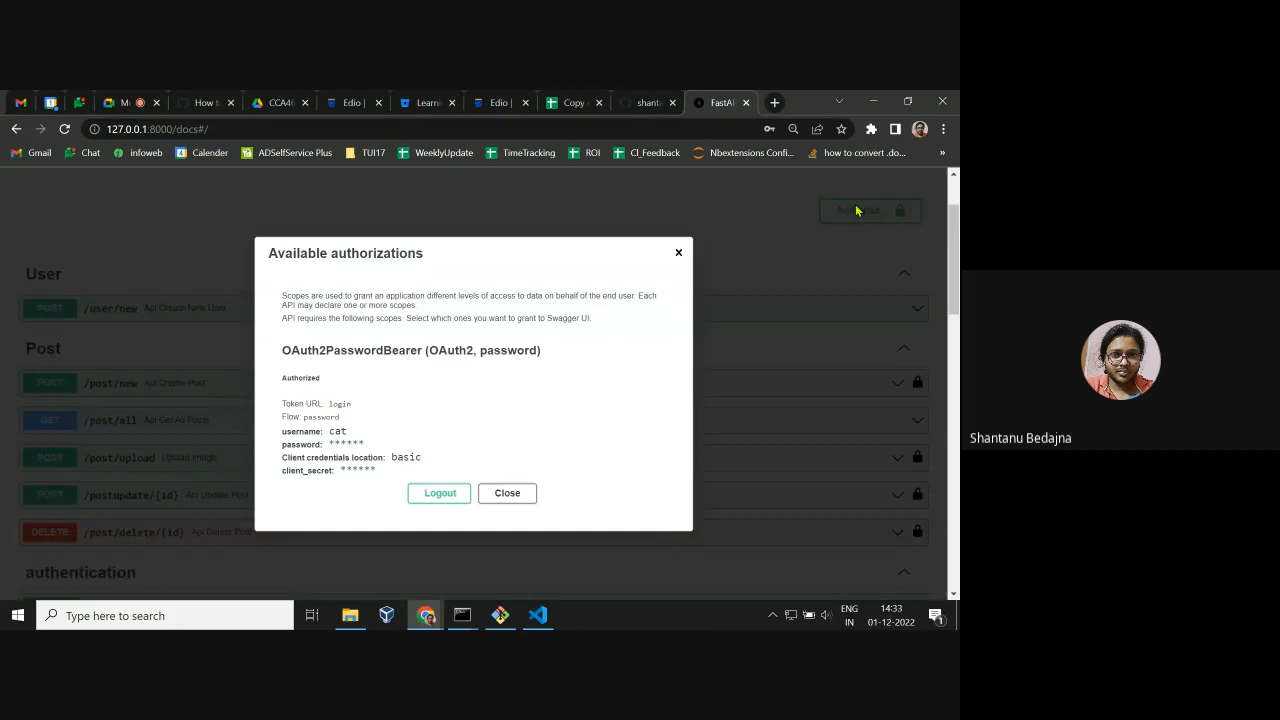 M
How t
CCA4
Edio |
Learni
Edio |
Copy
shant
FastAP
127.0.0.1:8000/docs#/
Gmail
Chat
infoweb
Calender
ADSelfService Plus
TUI17
WeeklyUpdate
TimeTracking
ROI
CI_Feedback
Nbextensions Confi...
how to convert .do...
»
Authorize
Available authorizations
Scopes are used to grant an application different levels of access to data on behalf of the end user. Each
API may declare one or more scopes.
API requires the following scopes. Select which ones you want to grant to Swagger UI.
OAuth2PasswordBearer (OAuth2, password)
Authorized
Token URL: login
Flow: password
username: cat
password: ******
Client credentials location: basic
client_secret: ******
Logout
Close
User
POST /user/new Api Create New User
Post
POST /post/new Api Create Post
GET /post/all Api Get All Posts
POST /post/upload Upload Image
POST /postupdate/{id} Api Update Post
DELETE /post/delete/{id} Api Delete Post
authentication
Shantanu Bedajna
Type here to search
ENG
IN
14:33
01-12-2022
1